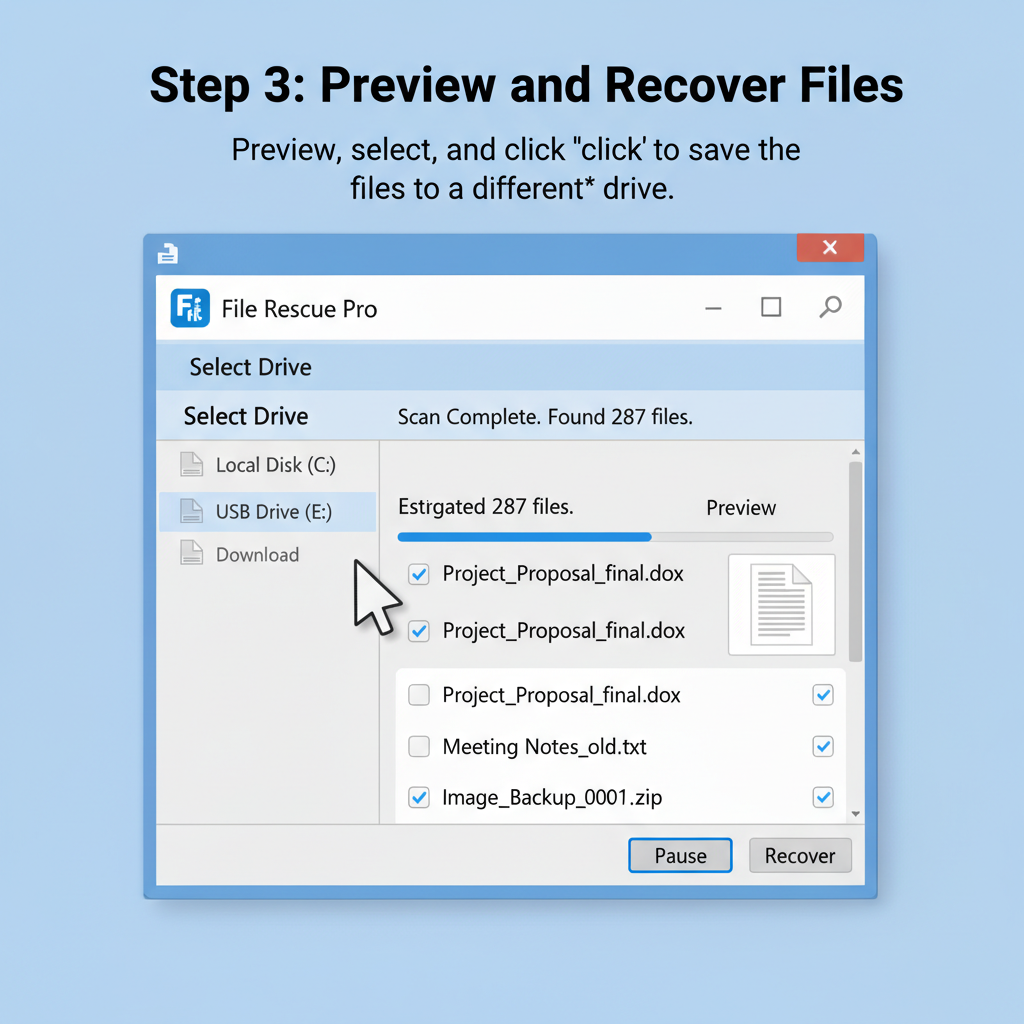 Step 3: Preview and Recover Files
Preview, select, and click "click' to save the
files to a different* drive.
File Rescue Pro
Select Drive
Select Drive
Scan Complete. Found 287 files.
Local Disk (C:)
USB Drive (E:)
Download
Estrgated 287 files.
Preview
Project_Proposal_final.dox
Project_Proposal_final.dox
Project_Proposal_final.dox
Meeting Notes_old.txt
Image_Backup_0001.zip
Pause
Recover